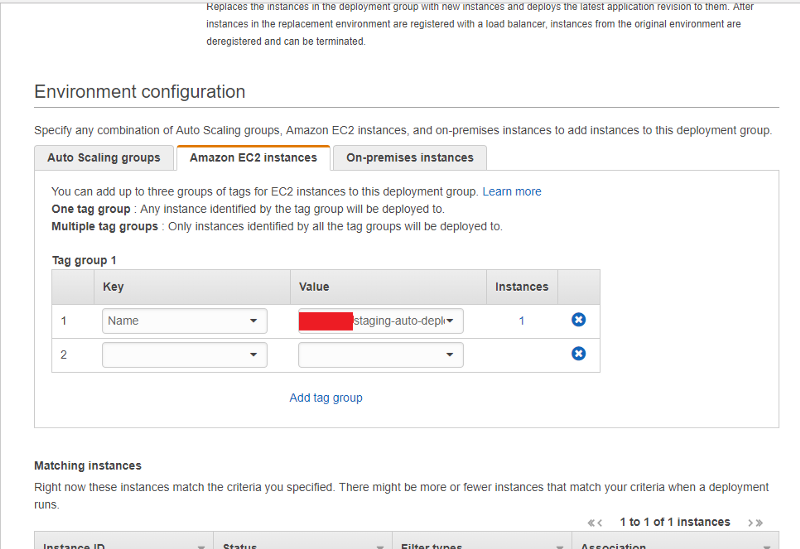 Replaces the instances in the deployment group with new instances and deploys the latest application revision to them. After
instances in the replacement environment are registered with a load balancer, instances from the original environment are
deregistered and can be terminated.
Environment configuration
Specify any combination of Auto Scaling groups, Amazon EC2 instances, and on-premises instances to add instances to this deployment group.
Auto Scaling groups Amazon EC2 instances On-premises instances
You can add up to three groups of tags for EC2 instances to this deployment group. Learn more
One tag group : Any instance identified by the tag group will be deployed to.
Multiple tag groups : Only instances identified by all the tag groups will be deployed to.
Tag group 1
Key Value Instances
1 Name staging-auto-depl 1
2
Add tag group
Matching instances
Right now these instances match the criteria you specified. There might be more or fewer instances that match your criteria when a deployment
runs.
1 to 1 of 1 instances
Instance ID Status Filter types Association